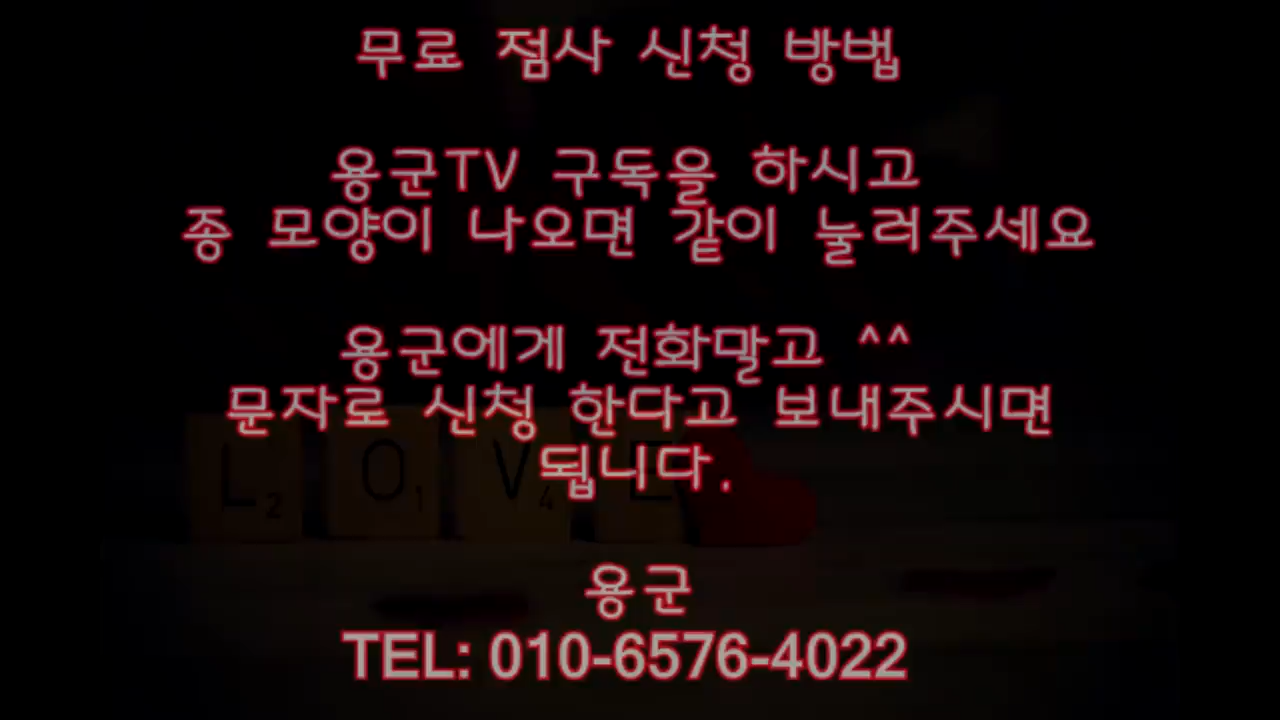 무료 점사 신청 방법
용군TV 구독을 하시고
종 모양이 나오면 같이 눌러주세요
용군에게 전화말고 ^^
문자로 신청 한다고 보내주시면
됩니다.
L2 O1 V4 E
용군
TEL: 010-6576-4022